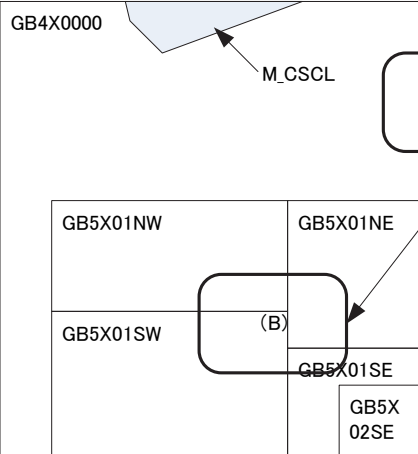 GB4X0000
M_CSCL
GB5X01NW
GB5X01NE
(B)
GB5X01SW
GB5X01SE
GB5X
02SE